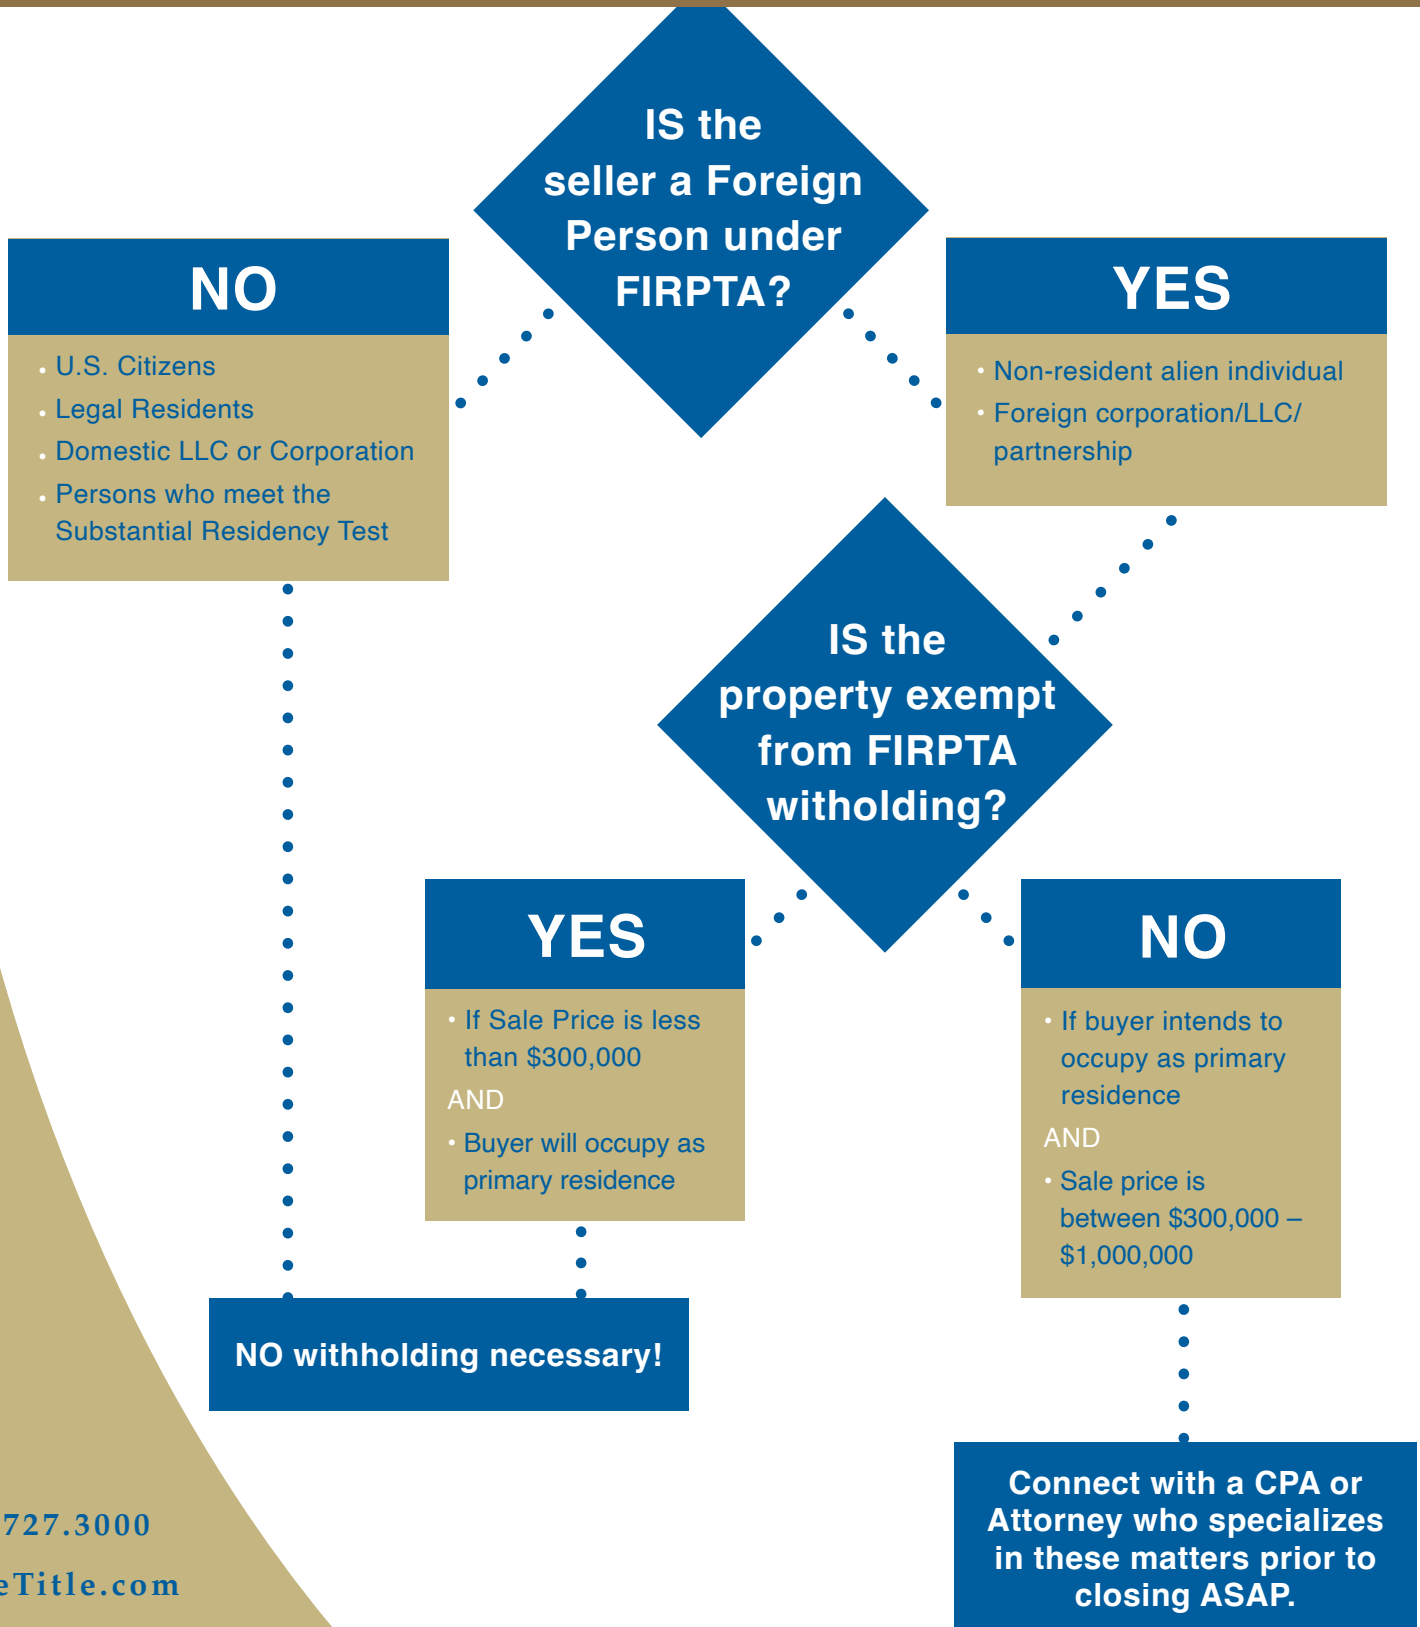 IS the
seller a Foreign
Person under
FIRPTA?
NO
• U.S. Citizens
• Legal Residents
• Domestic LLC or Corporation
• Persons who meet the
Substantial Residency Test
YES
• Non-resident alien individual
• Foreign corporation/LLC/
partnership
IS the
property exempt
from FIRPTA
witholding?
YES
• If Sale Price is less
than $300,000
AND
• Buyer will occupy as
primary residence
NO
• If buyer intends to
occupy as primary
residence
AND
• Sale price is
between $300,000 –
$1,000,000
NO withholding necessary!
Connect with a CPA or
Attorney who specializes
in these matters prior to
closing ASAP.
727.3000
eTitle.com